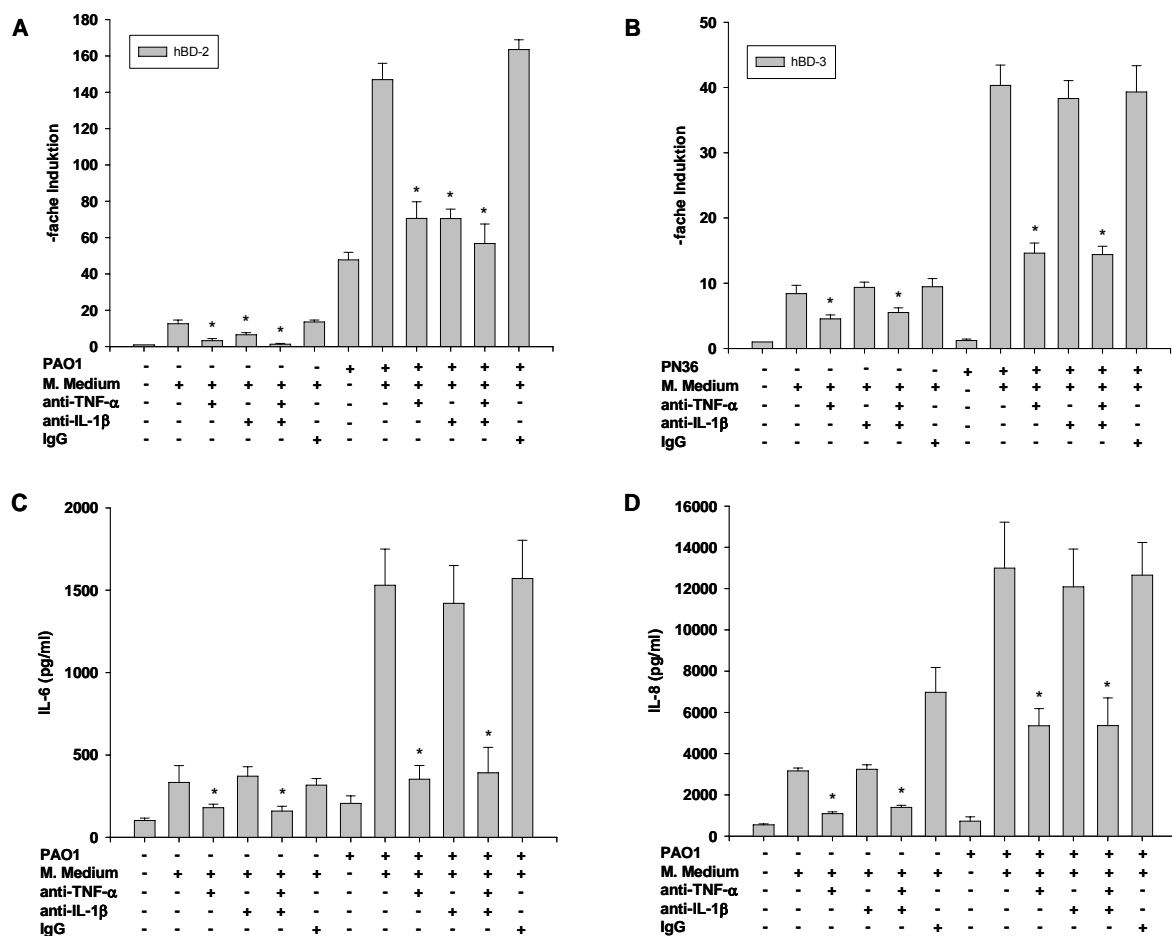 A
180
160
140
120
100
80
60
40
20
0
-fache Induktion
hBD-2
* * * * * *
PAO1 - - - - - - + + + + + +
M. Medium - + + + + + - + + + + +
anti-TNF-α - - + - + - - - + - + -
anti-IL-1β - - - + + - - - - + + -
IgG - - - - - + - - - - - +
B
50
40
30
20
10
0
-fache Induktion
hBD-3
* * * *
PN36 - - - - - - + + + + + +
M. Medium - + + + + + - + + + + +
anti-TNF-α - - + - + - - - + - + -
anti-IL-1β - - - + + - - - - + + -
IgG - - - - - + - - - - - +
C
2000
1500
1000
500
0
IL-6 (pg/ml)
* * * *
PAO1 - - - - - - + + + + + +
M. Medium - + + + + + - + + + + +
anti-TNF-α - - + - + - - - + - + -
anti-IL-1β - - - + + - - - - + + -
IgG - - - - - + - - - - - +
D
16000
14000
12000
10000
8000
6000
4000
2000
0
IL-8 (pg/ml)
* * * *
PAO1 - - - - - - + + + + + +
M. Medium - + + + + + - + + + + +
anti-TNF-α - - + - + - - - + - + -
anti-IL-1β - - - + + - - - - + + -
IgG - - - - - + - - - - - +